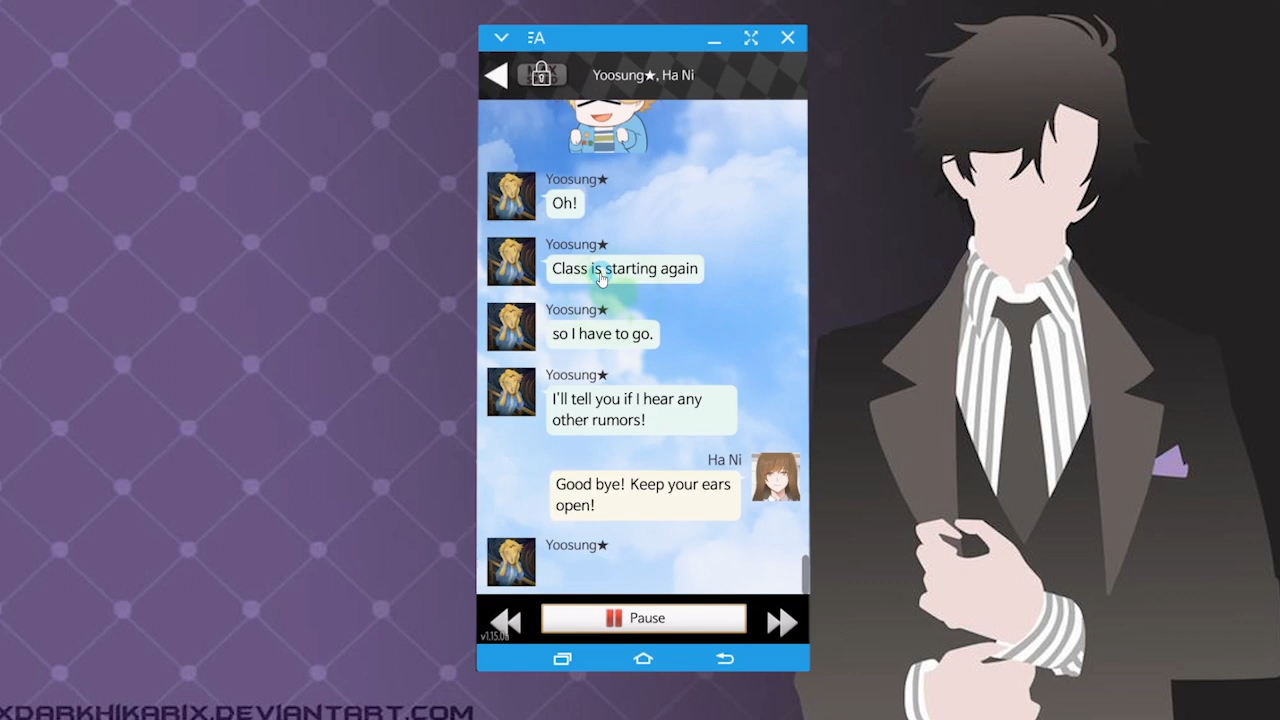 Yoosung★, Ha Ni
Yoosung★
Oh!
Yoosung★
Class is starting again
Yoosung★
so I have to go.
Yoosung★
I'll tell you if I hear any
other rumors!
Ha Ni
Good bye! Keep your ears
open!
Yoosung★
Pause
XDARKHIKARIX.DEVIANTART.COM